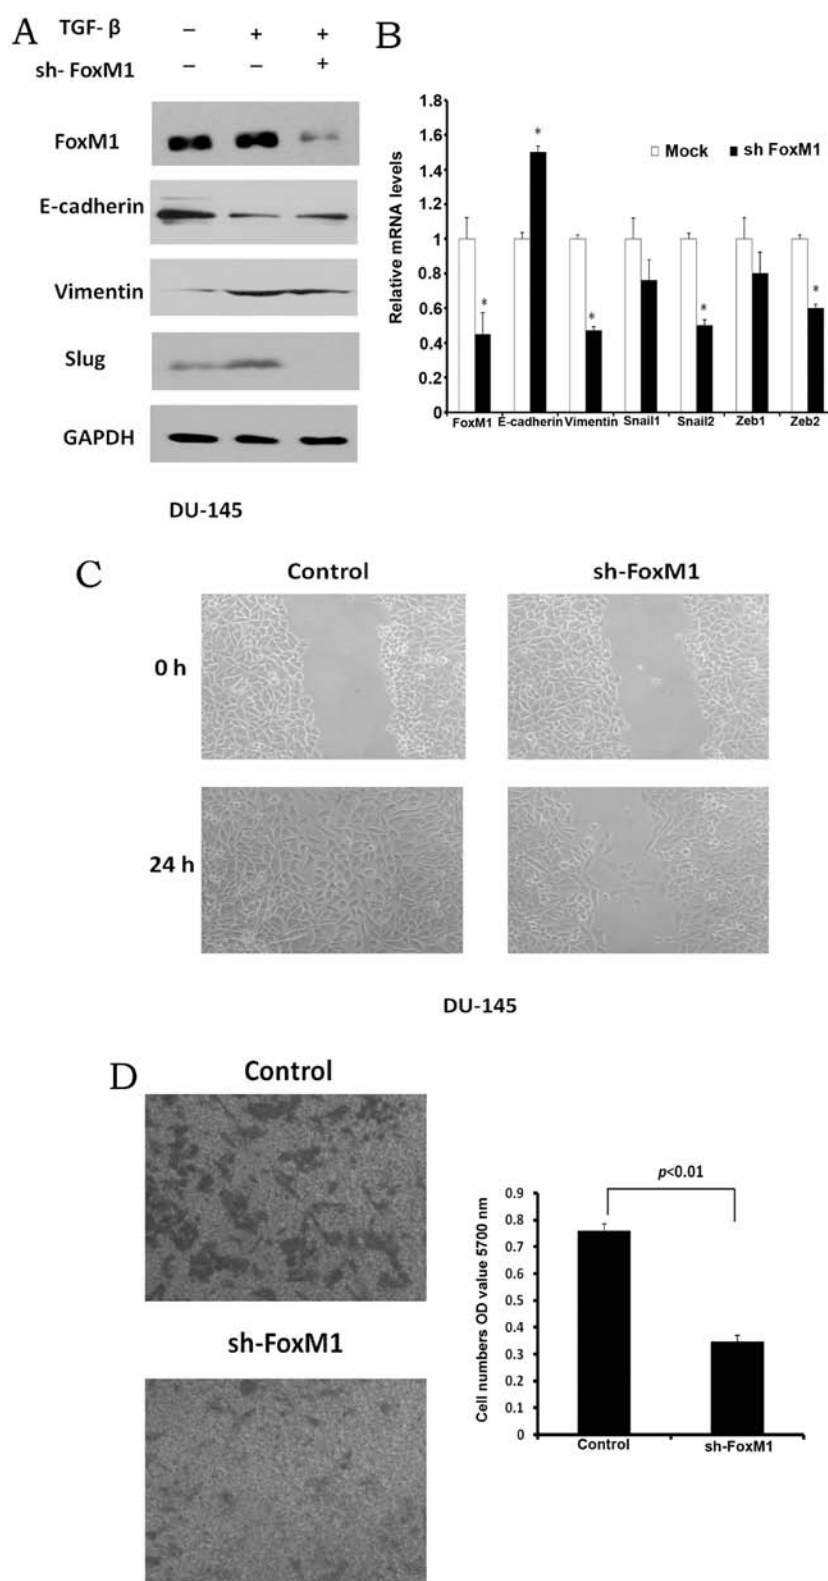 A
TGF- β – + +
sh- FoxM1 – – +
FoxM1
E-cadherin
Vimentin
Slug
GAPDH
DU-145
B
1.8
1.6
1.4
1.2
1
0.8
0.6
0.4
0.2
0
Relative mRNA levels
Mock sh FoxM1
* * * * *
FoxM1 E-cadherin Vimentin Snail1 Snail2 Zeb1 Zeb2
C
Control sh-FoxM1
0 h
24 h
DU-145
D
Control
sh-FoxM1
p<0.01
0.9
0.8
0.7
0.6
0.5
0.4
0.3
0.2
0.1
0
Cell numbers OD value 5700 nm
Control sh-FoxM1